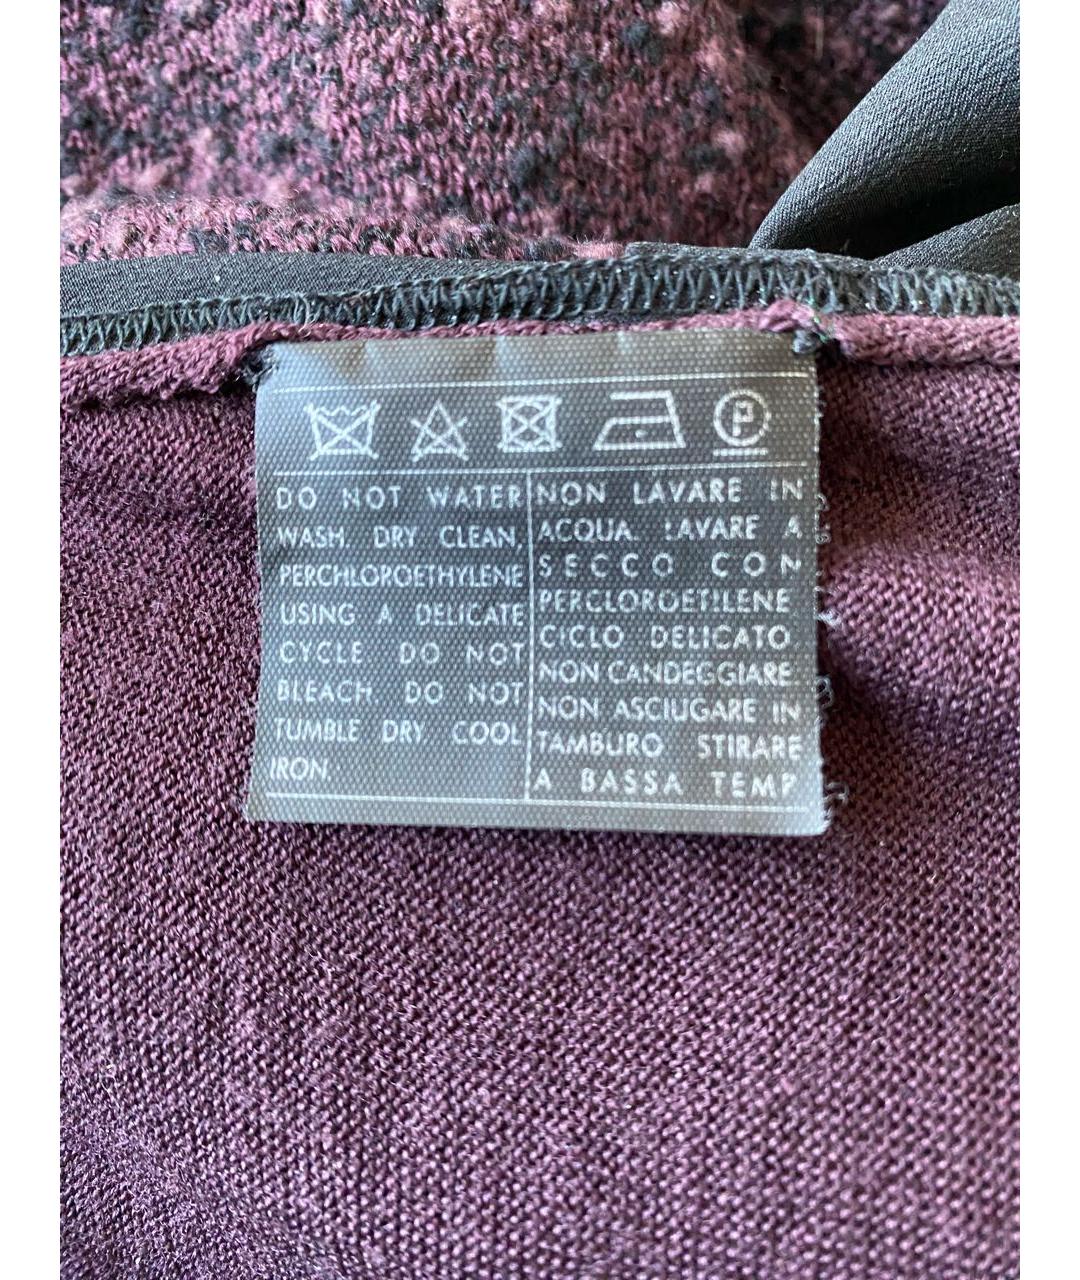 P
DO NOT WATER
WASH DRY CLEAN
PERCHLOROETHYLENE
USING A DELICATE
CYCLE DO NOT
BLEACH DO NOT
TUMBLE DRY COOL
IRON.
NON LAVARE IN
ACQUA. LAVARE A
SECCO CON
PERCLOROETILENE
CICLO DELICATO
NON CANDEGGIARE
NON ASCIUGARE IN
TAMBURO STIRARE
A BASSA TEMP